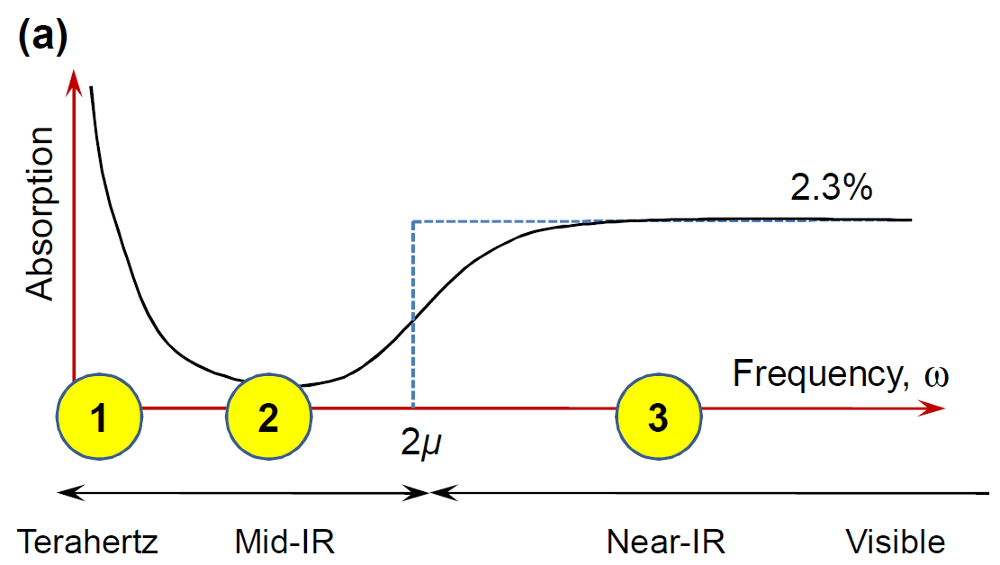 (a)
Absorption
2.3%
Frequency, ω
1
2
3
2μ
Terahertz
Mid-IR
Near-IR
Visible